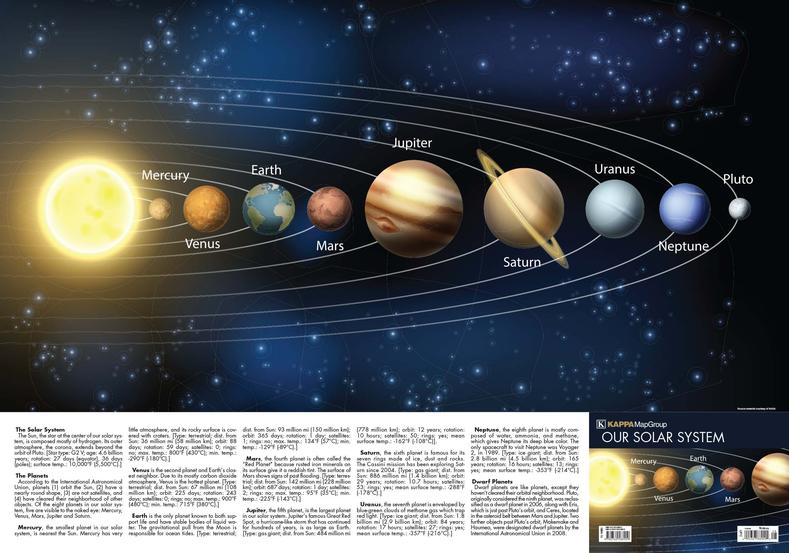 Jupiter
Mercury
Earth
Uranus
Pluto
Venus
Mars
Saturn
Neptune
The Solar System
The Sun, the star at the center of our solar sys-
tem, is composed mostly of hydrogen. Its outer
atmosphere, the corona, extends beyond the
orbit of Pluto. [Star type: G2 V; age: 4.6 billion
years; rotation: 27 days (equator), 36 days
(poles); surface temp.: 10,000°F (5,500°C).]
The Planets
According to the International Astronomical
Union, planets (1) orbit the Sun, (2) have a
nearly round shape, (3) are not satellites, and
(4) have cleared their neighborhood of other
objects. Of the eight planets in our solar sys-
tem, five are visible to the naked eye: Mercury,
Venus, Mars, Jupiter and Saturn.
Mercury, the smallest planet in our solar
system, is nearest the Sun. Mercury has very
little atmosphere, and its rocky surface is cov-
ered with craters. [Type: terrestrial; dist. from
Sun: 36 million mi (58 million km); orbit: 88
days; rotation: 59 days; satellites: 0; rings:
no; max. temp.: 800°F (430°C); min. temp.:
-290°F (-180°C).]
Venus is the second planet and Earth's clos-
est neighbor. Due to its mostly carbon dioxide
atmosphere, Venus is the hottest planet. [Type:
terrestrial; dist. from Sun: 67 million mi (108
million km); orbit: 225 days; rotation: 243
days; satellites: 0; rings: no; max. temp.: 900°F
(480°C); min. temp.: 715°F (380°C).]
Earth is the only planet known to both sup-
port life and have stable bodies of liquid wa-
ter. The gravitational pull from the Moon is
responsible for ocean tides. [Type: terrestrial;
dist. from Sun: 93 million mi (150 million km);
orbit: 365 days; rotation: 1 day; satellites:
1; rings: no; max. temp.: 134°F (57°C); min.
temp.: -129°F (-89°C).]
Mars, the fourth planet, is often called the
"Red Planet" because rusted iron minerals on
its surface give it a reddish tint. The surface of
Mars shows signs of past flooding. [Type: terres-
trial; dist. from Sun: 142 million mi (228 million
km); orbit: 687 days; rotation: 1 day; satellites:
2; rings: no; max. temp.: 95°F (35°C); min.
temp.: -225°F (-143°C).]
Jupiter, the fifth planet, is the largest planet
in our solar system. Jupiter's famous Great Red
Spot, a hurricane-like storm that has continued
for hundreds of years, is as large as Earth.
[Type: gas giant; dist. from Sun: 484 million mi
(778 million km); orbit: 12 years; rotation:
10 hours; satellites: 50; rings: yes; mean
surface temp.: -162°F (-108°C).]
Saturn, the sixth planet is famous for its
seven rings made of ice, dust and rocks.
The Cassini mission has been exploring Sat-
urn since 2004. [Type: gas giant; dist. from
Sun: 886 million mi (1.4 billion km); orbit:
29 years; rotation: 10.7 hours; satellites:
53; rings: yes; mean surface temp.: -288°F
(-178°C).]
Uranus, the seventh planet, is enveloped by
blue-green clouds of methane gas which trap
red light. [Type: ice giant; dist. from Sun: 1.8
billion mi (2.9 billion km); orbit: 84 years;
rotation: 17 hours; satellites: 27; rings: yes;
mean surface temp.: -357°F (-216°C).]
Neptune, the eighth planet is mostly com-
posed of water, ammonia, and methane,
which gives Neptune its deep blue color. The
only spacecraft to visit Neptune was Voyager
2, in 1989. [Type: ice giant; dist. from Sun:
2.8 billion mi (4.5 billion km); orbit: 165
years; rotation: 16 hours; satellites: 13; rings:
yes; mean surface temp.: -353°F (-214°C).]
Dwarf Planets
Dwarf planets are like planets, except they
haven't cleared their orbital neighborhood. Pluto,
originally considered the ninth planet, was reclas-
sified as a dwarf planet in 2006, along with Eris,
which is just past Pluto's orbit, and Ceres, located
in the asteroid belt between Mars and Jupiter. Two
further objects past Pluto's orbit, Makemake and
Haumea, were designated dwarf planets by the
International Astronomical Union in 2008.
KAPPA MapGroup
OUR SOLAR SYSTEM
Mercury
Earth
Venus
Mars